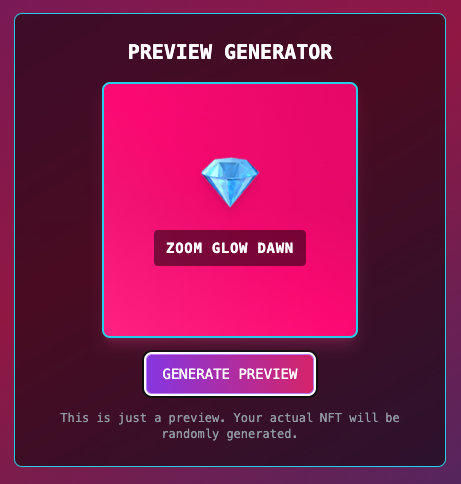 PREVIEW GENERATOR
ZOOM GLOW DAWN
GENERATE PREVIEW
This is just a preview. Your actual NFT will be
randomly generated.